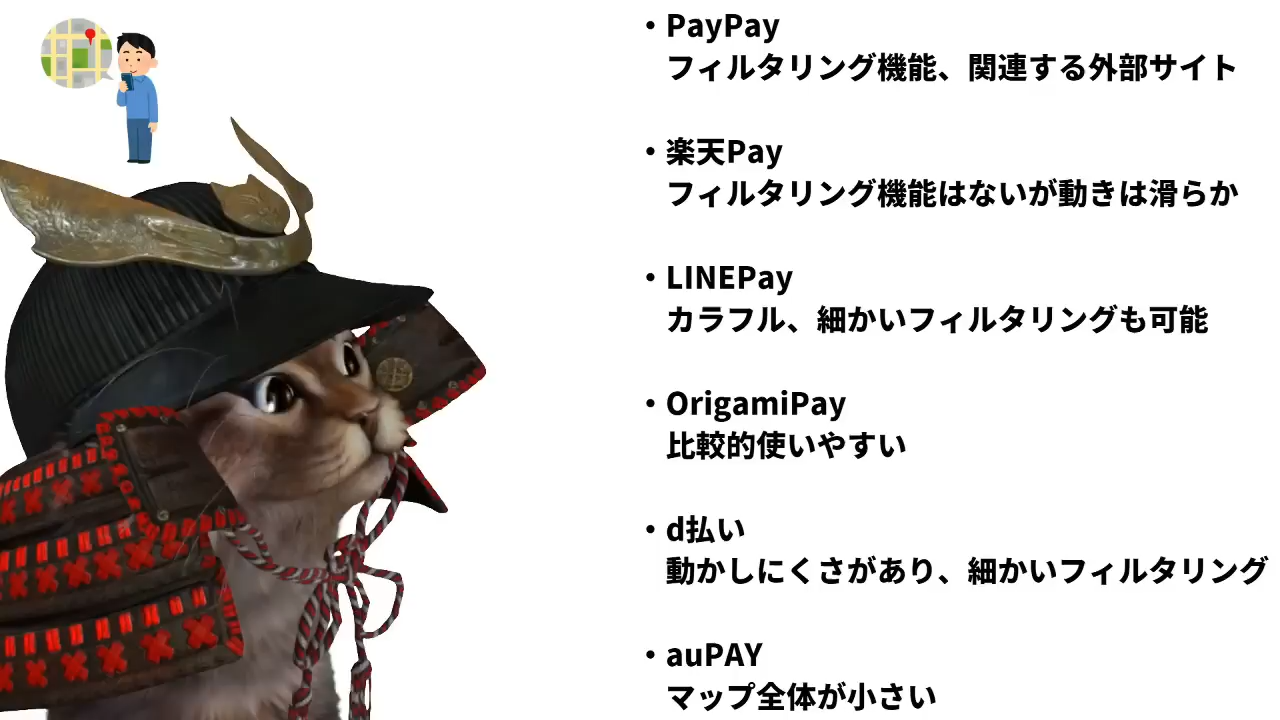 ・PayPay
フィルタリング機能、関連する外部サイト
・楽天Pay
フィルタリング機能はないが動きは滑らか
・LINEPay
カラフル、細かいフィルタリングも可能
・OrigamiPay
比較的使いやすい
・d払い
動かしにくさがあり、細かいフィルタリング
・auPAY
マップ全体が小さい